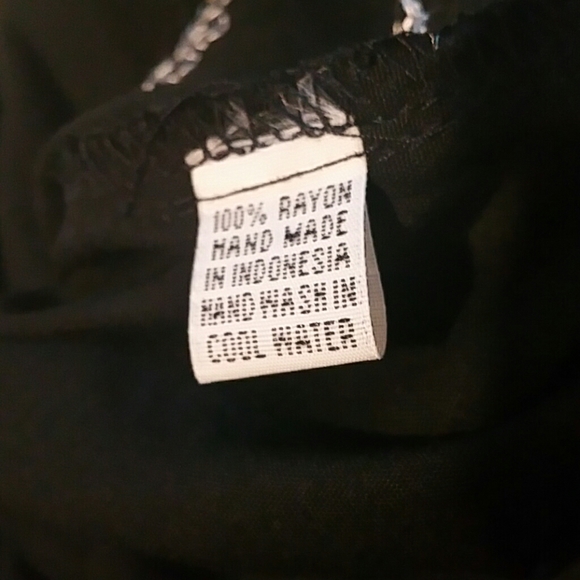 100% RAYON
HAND MADE
IN INDONESIA
HAND WASH IN
COOL WATER